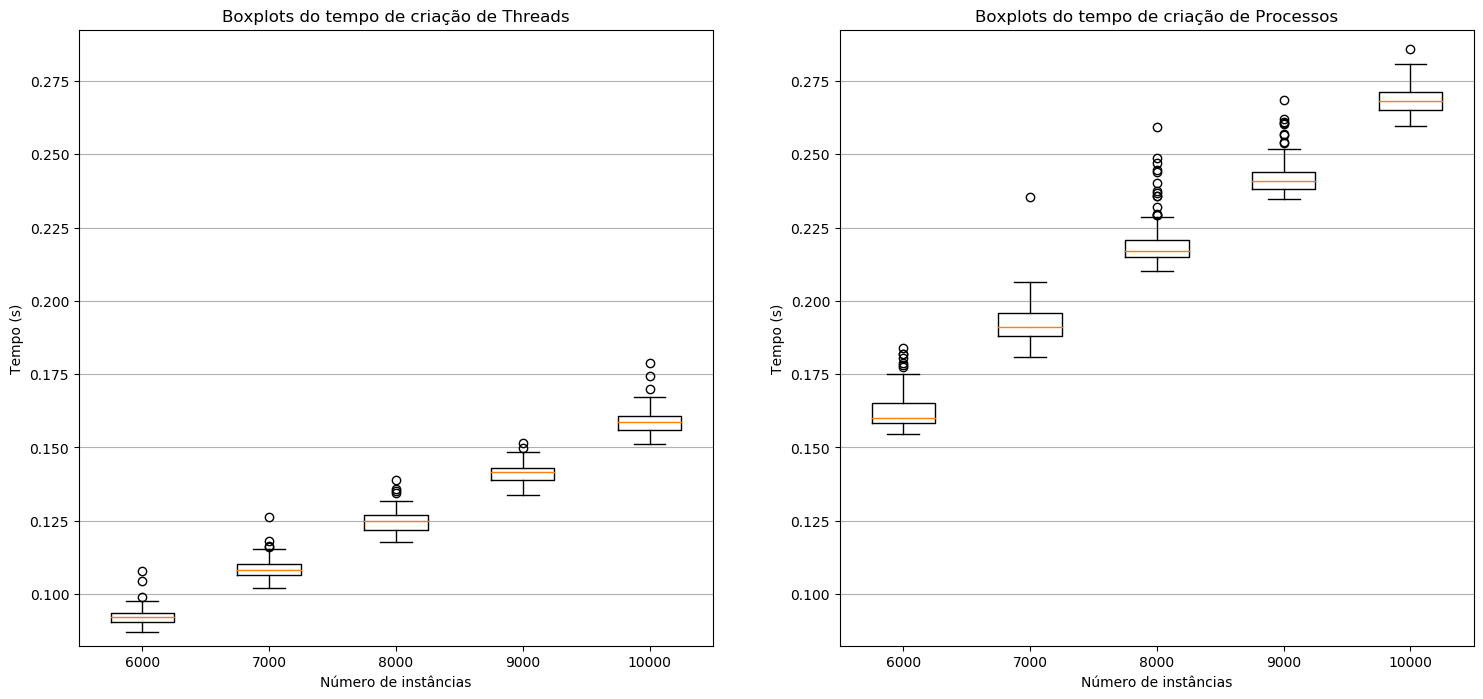 Boxplots do tempo de criação de Threads
Tempo (s)
0.275
0.250
0.225
0.200
0.175
0.150
0.125
0.100
6000 7000 8000 9000 10000
Número de instâncias
Boxplots do tempo de criação de Processos
Tempo (s)
0.275
0.250
0.225
0.200
0.175
0.150
0.125
0.100
6000 7000 8000 9000 10000
Número de instâncias